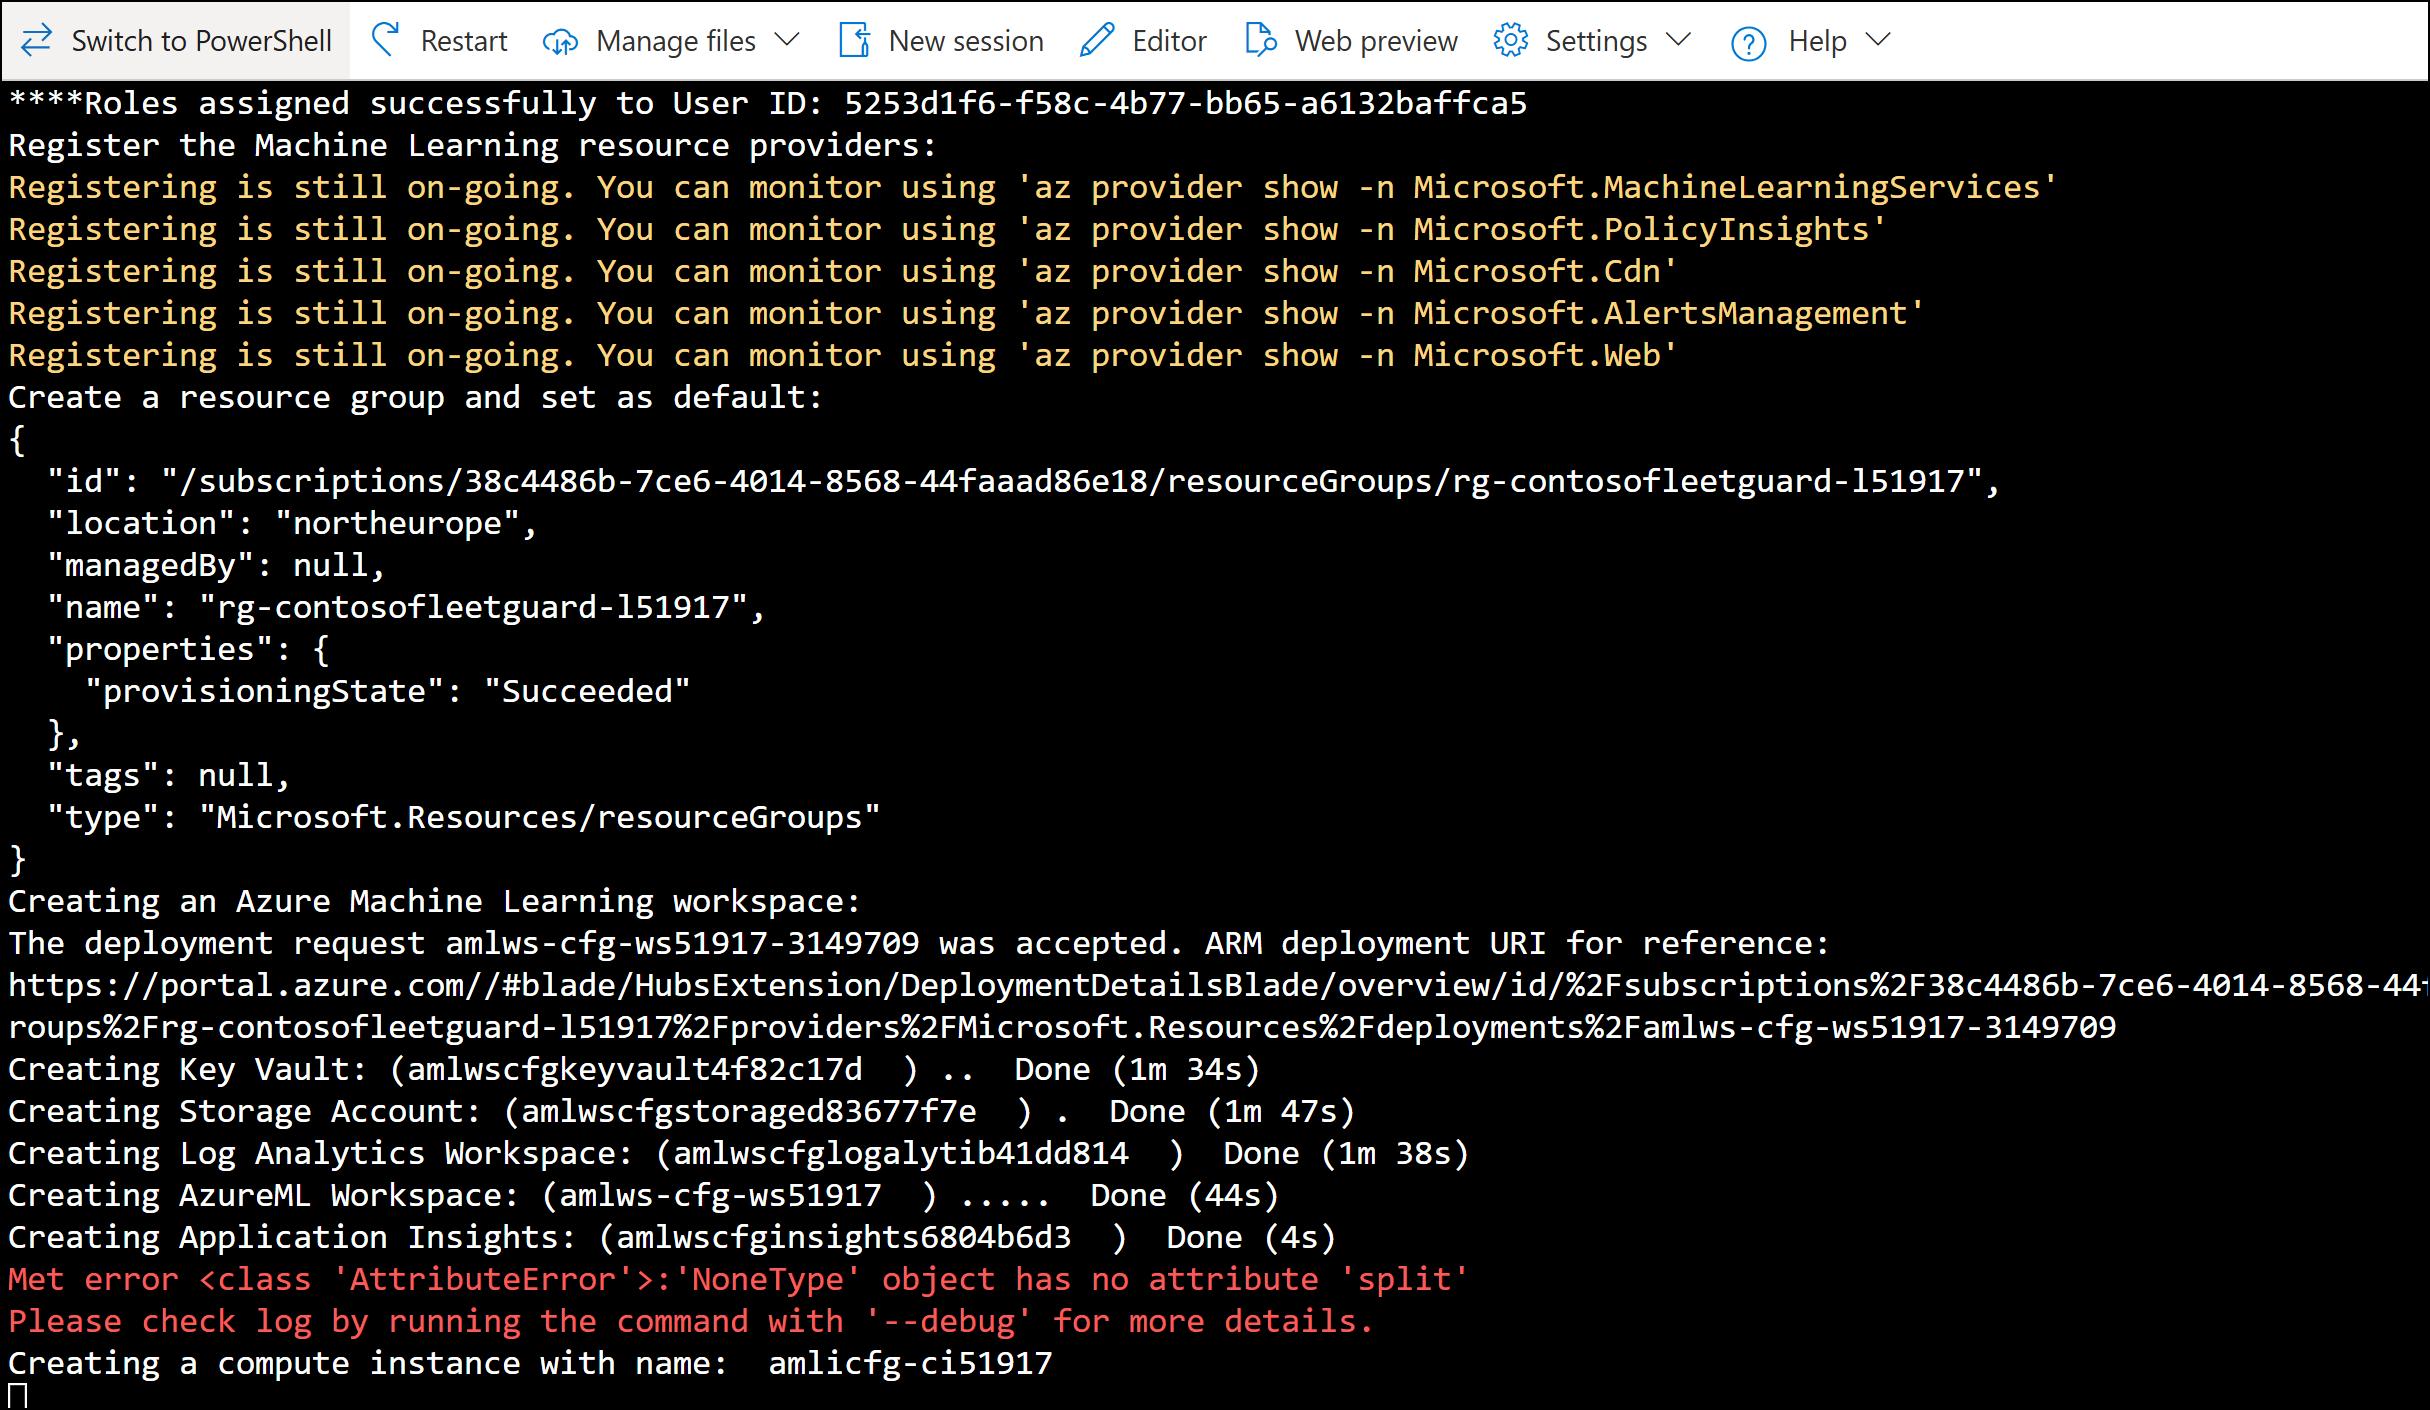 Switch to PowerShell Restart Manage files New session Editor Web preview Settings Help
****Roles assigned successfully to User ID: 5253d1f6-f58c-4b77-bb65-a6132baffca5
Register the Machine Learning resource providers:
Registering is still on-going. You can monitor using 'az provider show -n Microsoft.MachineLearningServices'
Registering is still on-going. You can monitor using 'az provider show -n Microsoft.PolicyInsights'
Registering is still on-going. You can monitor using 'az provider show -n Microsoft.Cdn'
Registering is still on-going. You can monitor using 'az provider show -n Microsoft.AlertsManagement'
Registering is still on-going. You can monitor using 'az provider show -n Microsoft.Web'
Create a resource group and set as default:
{
  "id": "/subscriptions/38c4486b-7ce6-4014-8568-44faaad86e18/resourceGroups/rg-contosofleetguard-l51917",
  "location": "northeurope",
  "managedBy": null,
  "name": "rg-contosofleetguard-l51917",
  "properties": {
    "provisioningState": "Succeeded"
  },
  "tags": null,
  "type": "Microsoft.Resources/resourceGroups"
}
Creating an Azure Machine Learning workspace:
The deployment request amlws-cfg-ws51917-3149709 was accepted. ARM deployment URI for reference:
https://portal.azure.com//#blade/HubsExtension/DeploymentDetailsBlade/overview/id/%2Fsubscriptions%2F38c4486b-7ce6-4014-8568-44f
roups%2Frg-contosofleetguard-l51917%2Fproviders%2FMicrosoft.Resources%2Fdeployments%2Famlws-cfg-ws51917-3149709
Creating Key Vault: (amlwscfgkeyvault4f82c17d  ) ..  Done (1m 34s)
Creating Storage Account: (amlwscfgstoraged83677f7e  ) .  Done (1m 47s)
Creating Log Analytics Workspace: (amlwscfglogalytib41dd814  )  Done (1m 38s)
Creating AzureML Workspace: (amlws-cfg-ws51917  ) .....  Done (44s)
Creating Application Insights: (amlwscfginsights6804b6d3  )  Done (4s)
Met error <class 'AttributeError'>:'NoneType' object has no attribute 'split'
Please check log by running the command with '--debug' for more details.
Creating a compute instance with name:  amlicfg-ci51917